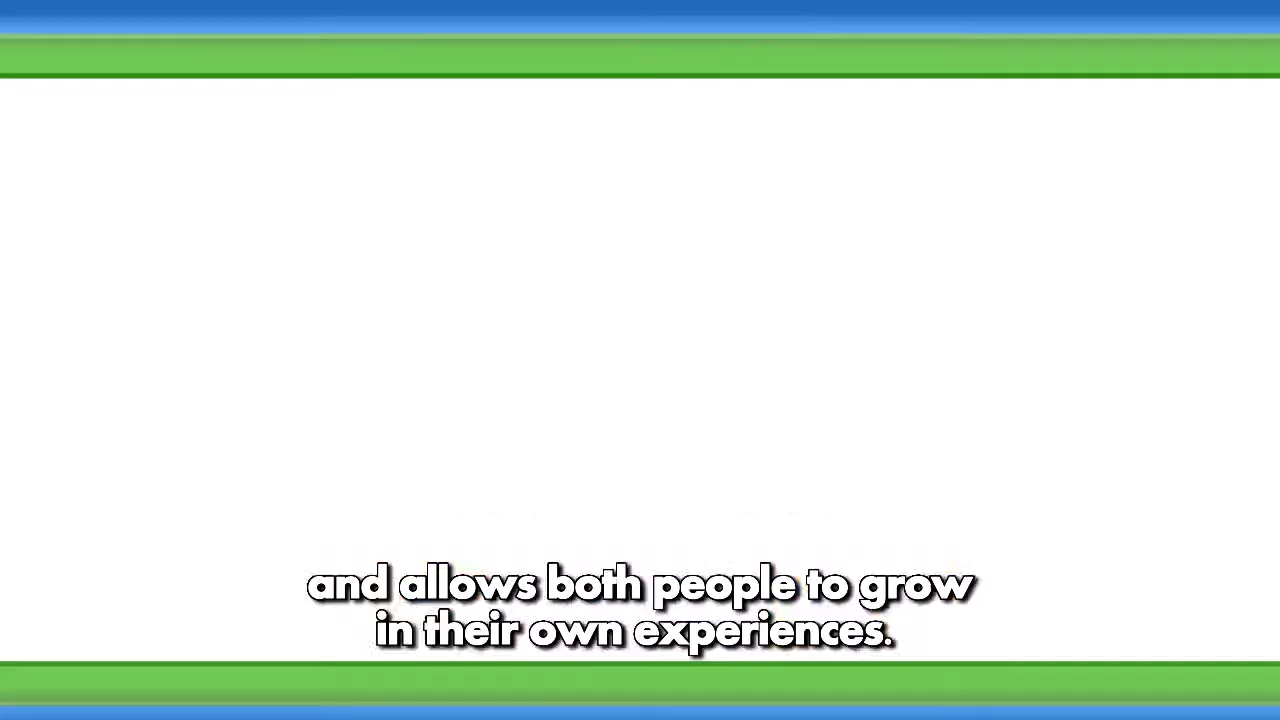 and allows both people to grow
in their own experiences.